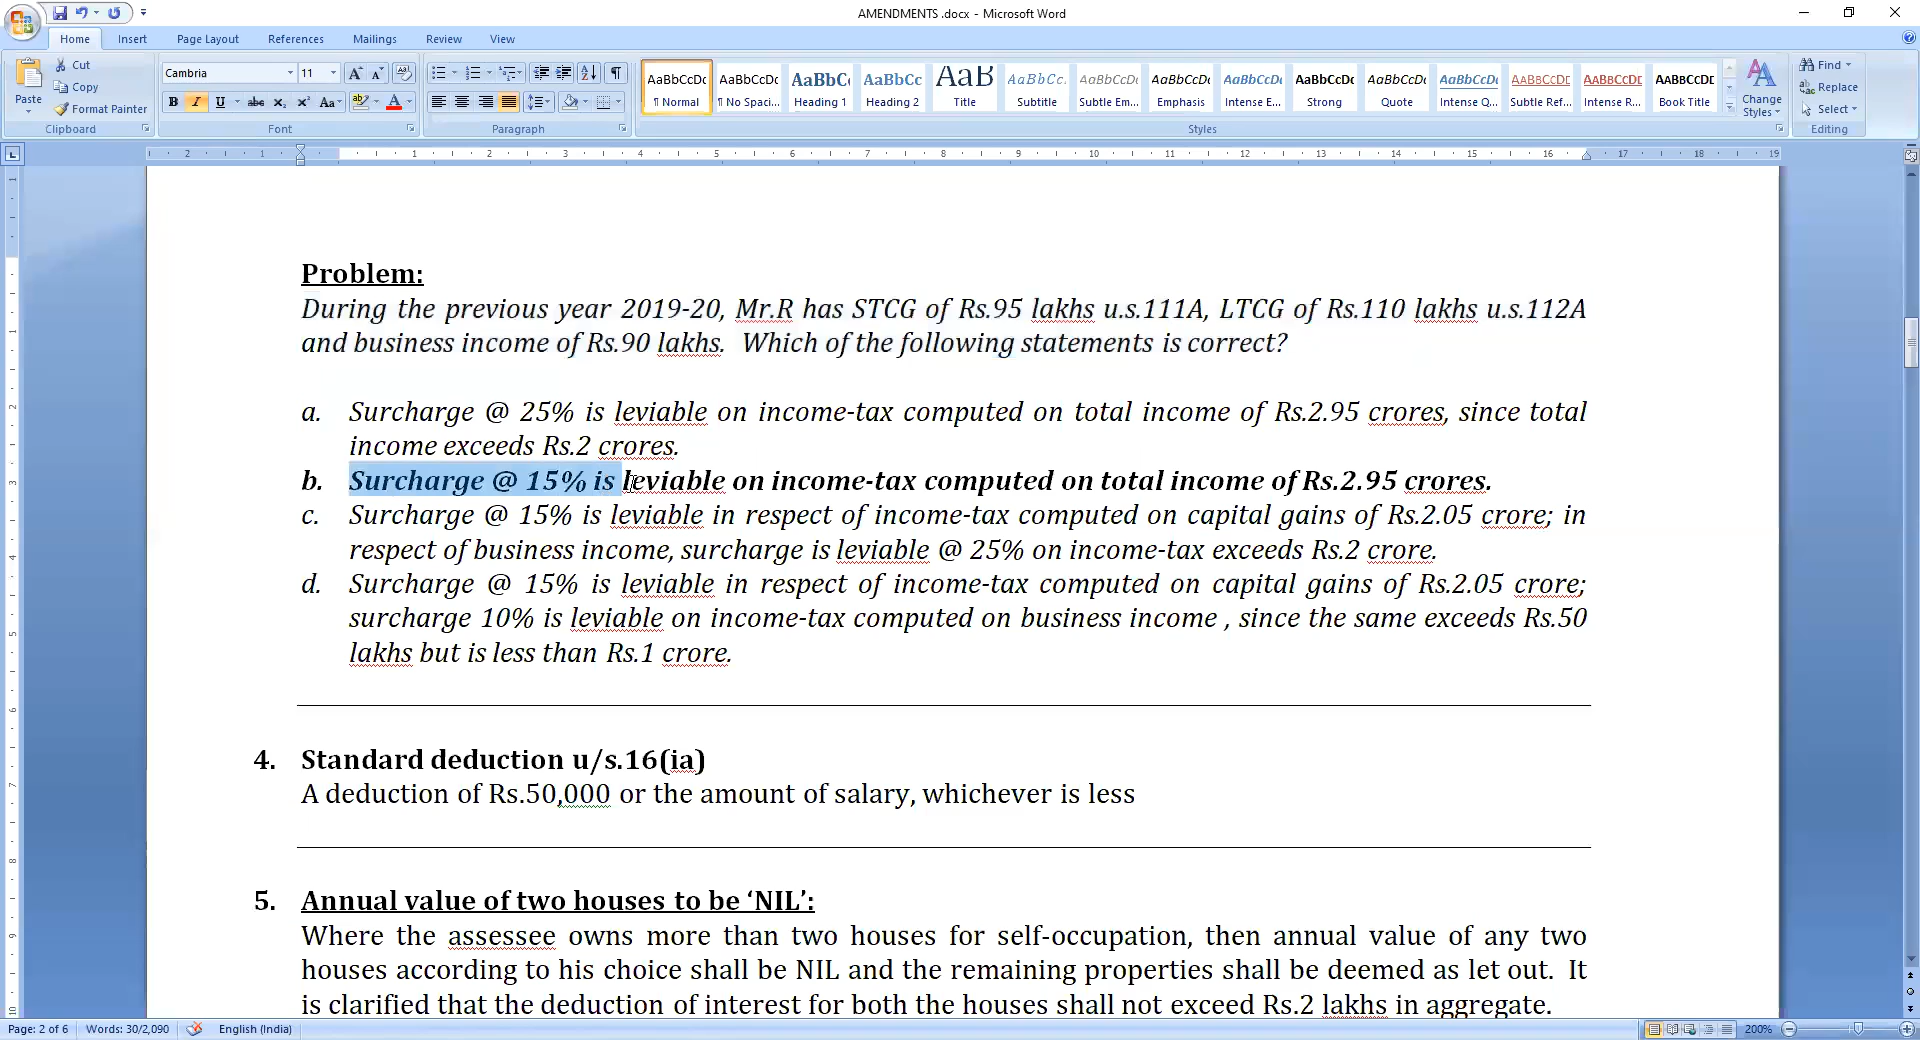 AMENDMENTS .docx - Microsoft Word
Home Insert Page Layout References Mailings Review View
Paste Cut Copy Format Painter Clipboard
Cambria 11 Font
Paragraph
AaBbCcDc ¶ Normal AaBbCcDc ¶ No Spaci... AaBbC Heading 1 AaBbCc Heading 2 AaB Title AaBbCc. Subtitle AaBbCcDc Subtle Em... AaBbCcDc Emphasis AaBbCcDc Intense E... AaBbCcDc Strong AaBbCcDc Quote AaBbCcDc Intense Q... AaBbCcDc Subtle Ref... AaBbCcDc Intense R... AaBbCcDc Book Title
Change Styles Styles
Find Replace Select Editing
Problem:
During the previous year 2019-20, Mr.R has STCG of Rs.95 lakhs u.s.111A, LTCG of Rs.110 lakhs u.s.112A
and business income of Rs.90 lakhs. Which of the following statements is correct?
a. Surcharge @ 25% is leviable on income-tax computed on total income of Rs.2.95 crores, since total
income exceeds Rs.2 crores.
b. Surcharge @ 15% is leviable on income-tax computed on total income of Rs.2.95 crores.
c. Surcharge @ 15% is leviable in respect of income-tax computed on capital gains of Rs.2.05 crore; in
respect of business income, surcharge is leviable @ 25% on income-tax exceeds Rs.2 crore.
d. Surcharge @ 15% is leviable in respect of income-tax computed on capital gains of Rs.2.05 crore;
surcharge 10% is leviable on income-tax computed on business income , since the same exceeds Rs.50
lakhs but is less than Rs.1 crore.
4. Standard deduction u/s.16(ia)
A deduction of Rs.50,000 or the amount of salary, whichever is less
5. Annual value of two houses to be ‘NIL’:
Where the assessee owns more than two houses for self-occupation, then annual value of any two
houses according to his choice shall be NIL and the remaining properties shall be deemed as let out. It
is clarified that the deduction of interest for both the houses shall not exceed Rs.2 lakhs in aggregate.
Page: 2 of 6 Words: 30/2,090 English (India) 200%